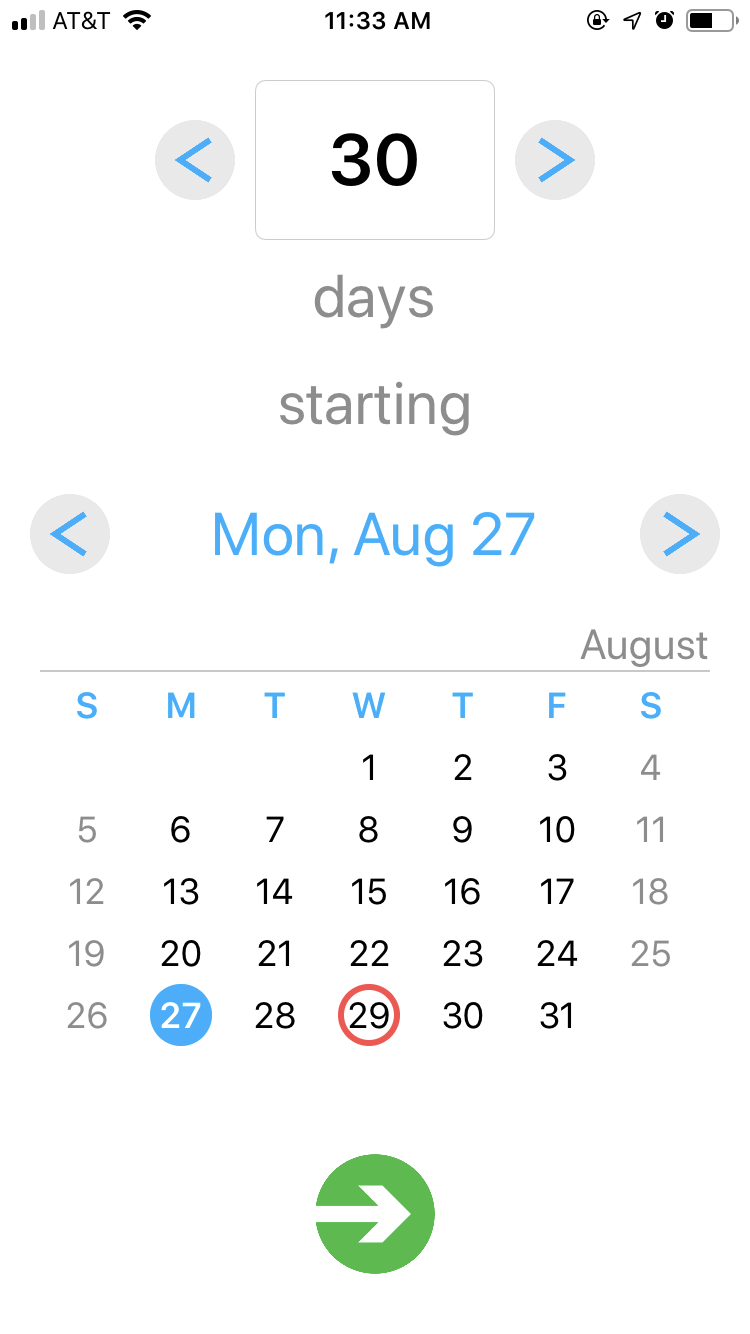 AT&T 11:33 AM
30
days
starting
Mon, Aug 27
August
S M T W T F S
1 2 3 4
5 6 7 8 9 10 11
12 13 14 15 16 17 18
19 20 21 22 23 24 25
26 27 28 29 30 31